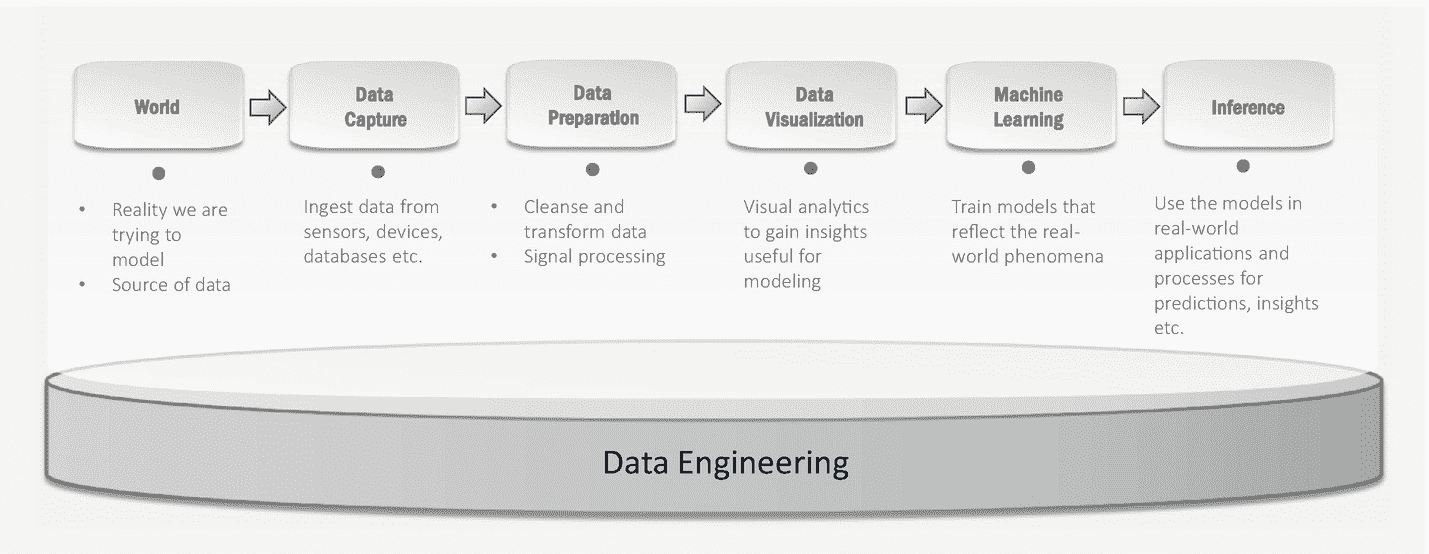 World
Data
Capture
Data
Preparation
Data
Visualization
Machine
Learning
Inference
• Reality we are
trying to
model
• Source of data
Ingest data from
sensors, devices,
databases etc.
• Cleanse and
transform data
• Signal processing
Visual analytics
to gain insights
useful for
modeling
Train models that
reflect the real-
world phenomena
Use the models in
real-world
applications and
processes for
predictions, insights
etc.
Data Engineering